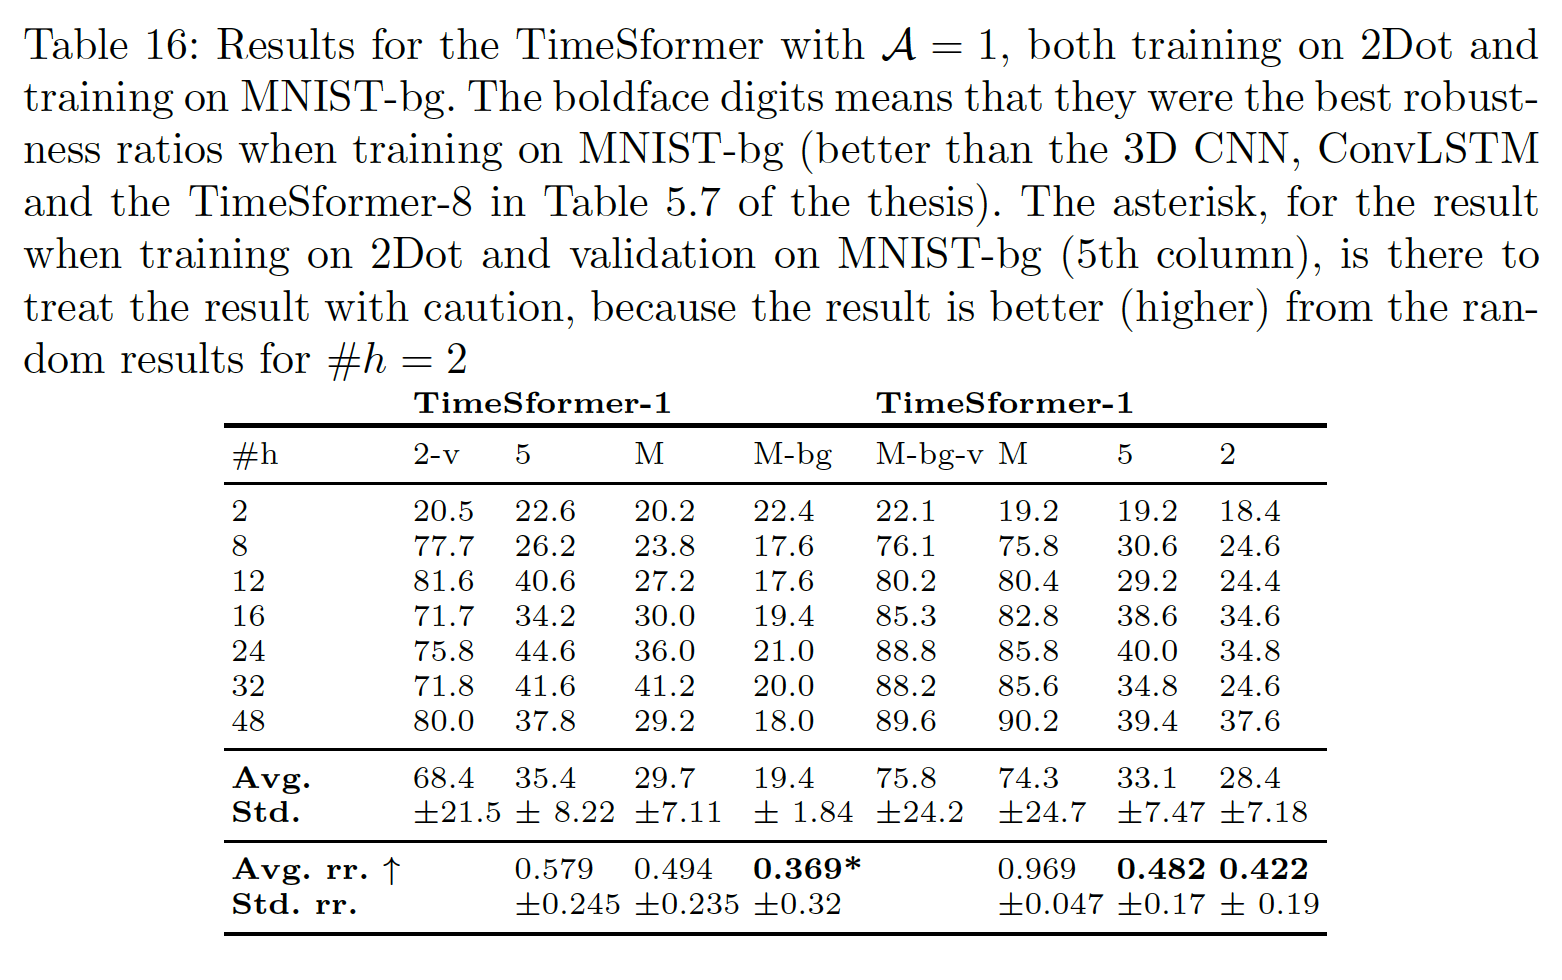 Table 16: Results for the TimeSformer with 𝒜 = 1, both training on 2Dot and
training on MNIST-bg. The boldface digits means that they were the best robust-
ness ratios when training on MNIST-bg (better than the 3D CNN, ConvLSTM
and the TimeSformer-8 in Table 5.7 of the thesis). The asterisk, for the result
when training on 2Dot and validation on MNIST-bg (5th column), is there to
treat the result with caution, because the result is better (higher) from the ran-
dom results for #h = 2
TimeSformer-1 TimeSformer-1
#h 2-v 5 M M-bg M-bg-v M 5 2
2 20.5 22.6 20.2 22.4 22.1 19.2 19.2 18.4
8 77.7 26.2 23.8 17.6 76.1 75.8 30.6 24.6
12 81.6 40.6 27.2 17.6 80.2 80.4 29.2 24.4
16 71.7 34.2 30.0 19.4 85.3 82.8 38.6 34.6
24 75.8 44.6 36.0 21.0 88.8 85.8 40.0 34.8
32 71.8 41.6 41.2 20.0 88.2 85.6 34.8 24.6
48 80.0 37.8 29.2 18.0 89.6 90.2 39.4 37.6
Avg. 68.4 35.4 29.7 19.4 75.8 74.3 33.1 28.4
Std. ±21.5 ± 8.22 ±7.11 ± 1.84 ±24.2 ±24.7 ±7.47 ±7.18
Avg. rr. ↑ 0.579 0.494 0.369* 0.969 0.482 0.422
Std. rr. ±0.245 ±0.235 ±0.32 ±0.047 ±0.17 ± 0.19